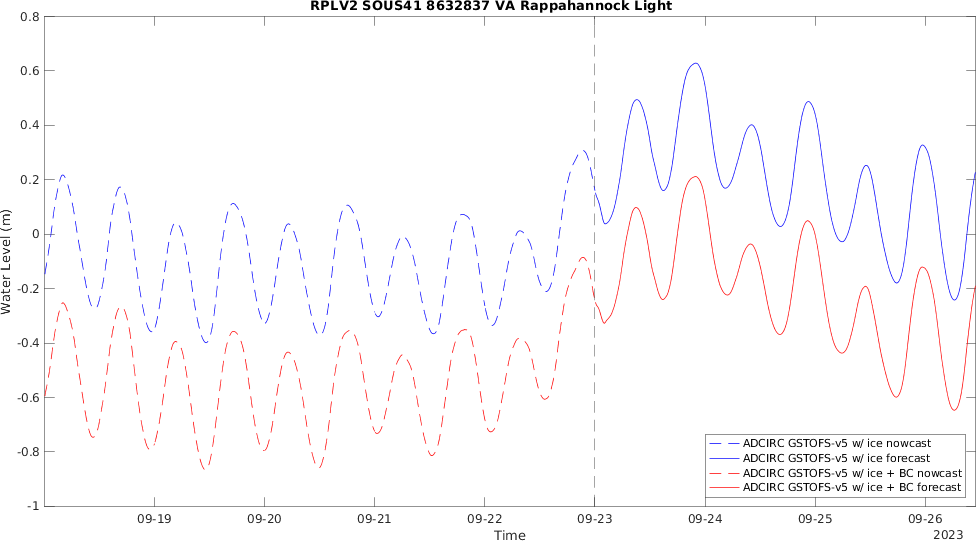 RPLV2 SOUS41 8632837 VA Rappahannock Light
0.8
0.6
0.4
0.2
0
-0.2
-0.4
-0.6
-0.8
-1
Water Level (m)
ADCIRC GSTOFS-v5 w/ ice nowcast
ADCIRC GSTOFS-v5 w/ ice forecast
ADCIRC GSTOFS-v5 w/ ice + BC nowcast
ADCIRC GSTOFS-v5 w/ ice + BC forecast
09-19 09-20 09-21 09-22 09-23 09-24 09-25 09-26
Time
2023